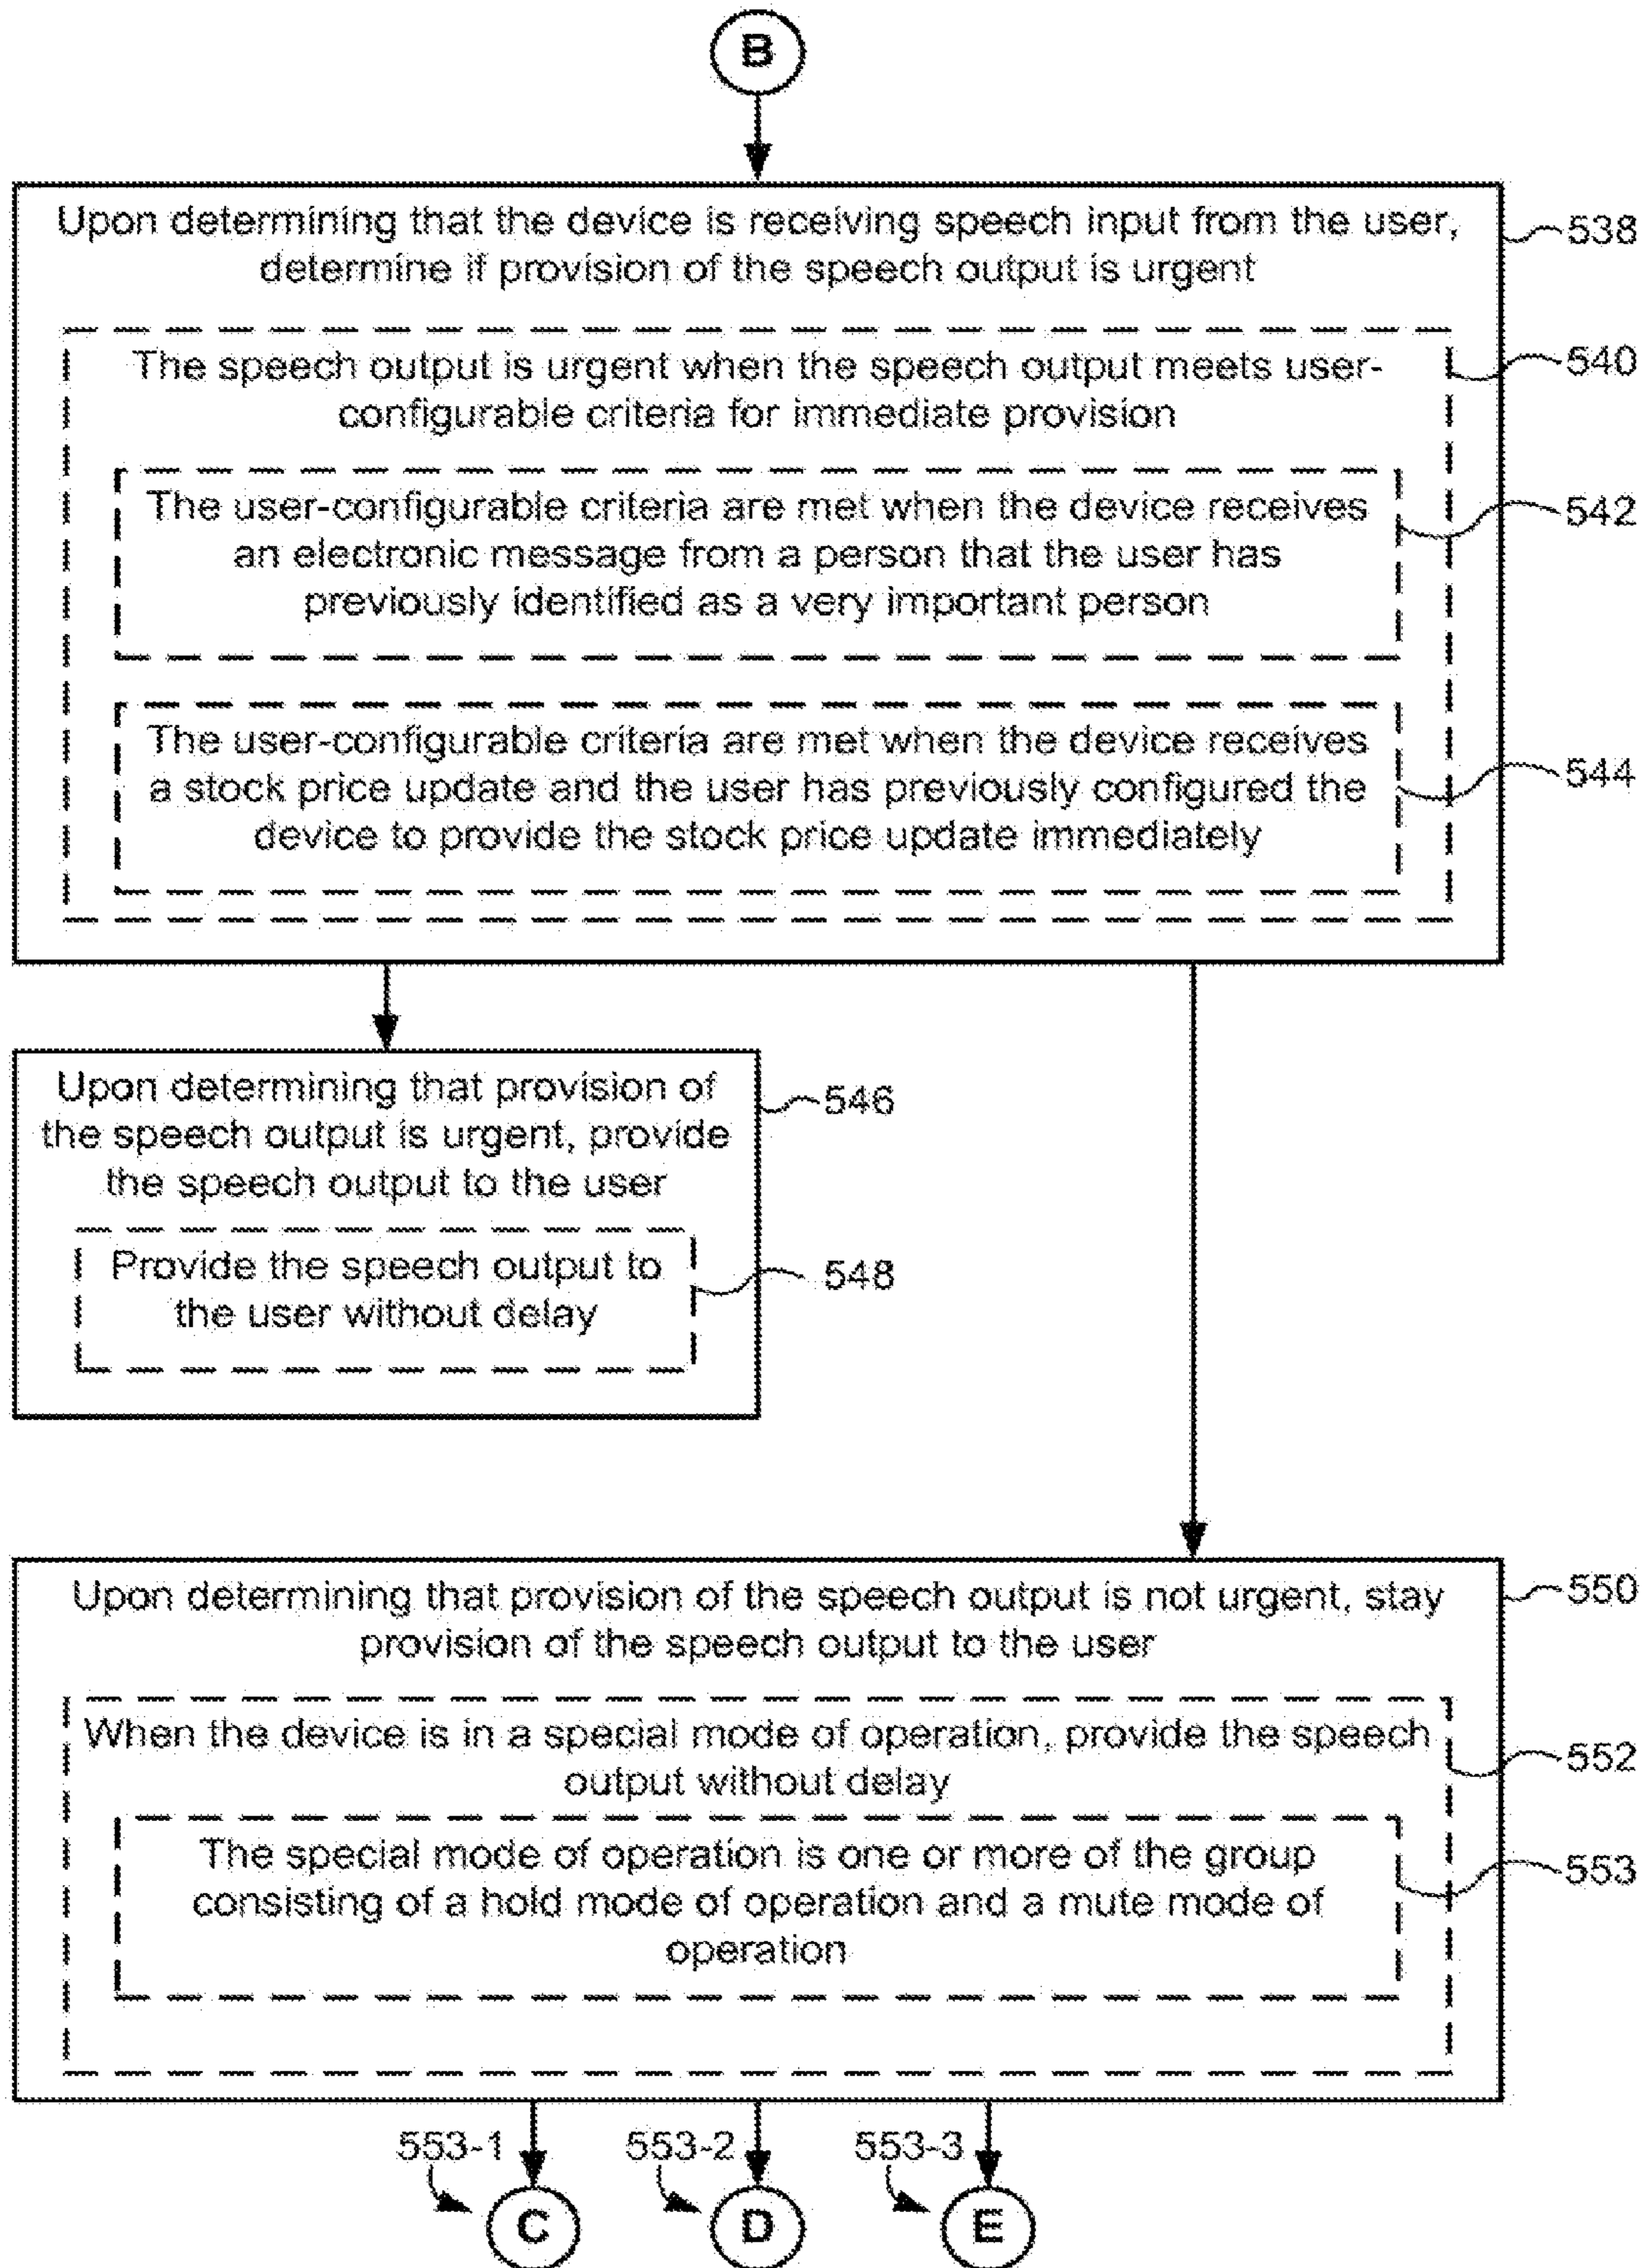 B
Upon determining that the device is receiving speech input from the user,
determine if provision of the speech output is urgent
538
The speech output is urgent when the speech output meets user-
configurable criteria for immediate provision
540
The user-configurable criteria are met when the device receives
an electronic message from a person that the user has
previously identified as a very important person
542
The user-configurable criteria are met when the device receives
a stock price update and the user has previously configured the
device to provide the stock price update immediately
544
Upon determining that provision of
the speech output is urgent, provide
the speech output to the user
546
Provide the speech output to
the user without delay
548
Upon determining that provision of the speech output is not urgent, stay
provision of the speech output to the user
550
When the device is in a special mode of operation, provide the speech
output without delay
552
The special mode of operation is one or more of the group
consisting of a hold mode of operation and a mute mode of
operation
553
553-1
553-2
553-3
C
D
E